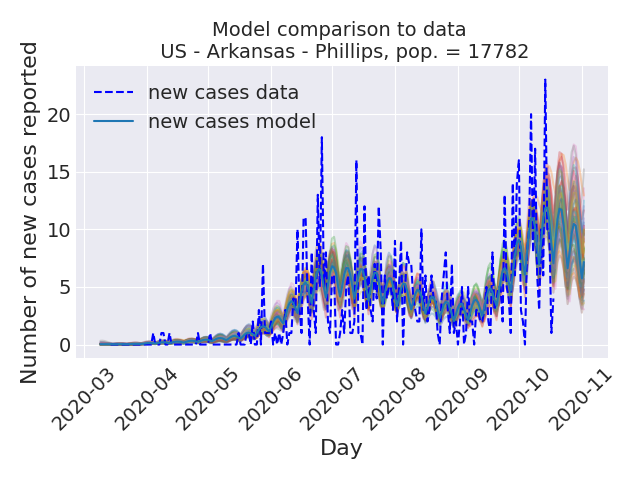 Model comparison to data
US - Arkansas - Phillips, pop. = 17782
new cases data
new cases model
Number of new cases reported
20
15
10
5
0
2020-03
2020-04
2020-05
2020-06
2020-07
2020-08
2020-09
2020-10
2020-11
Day